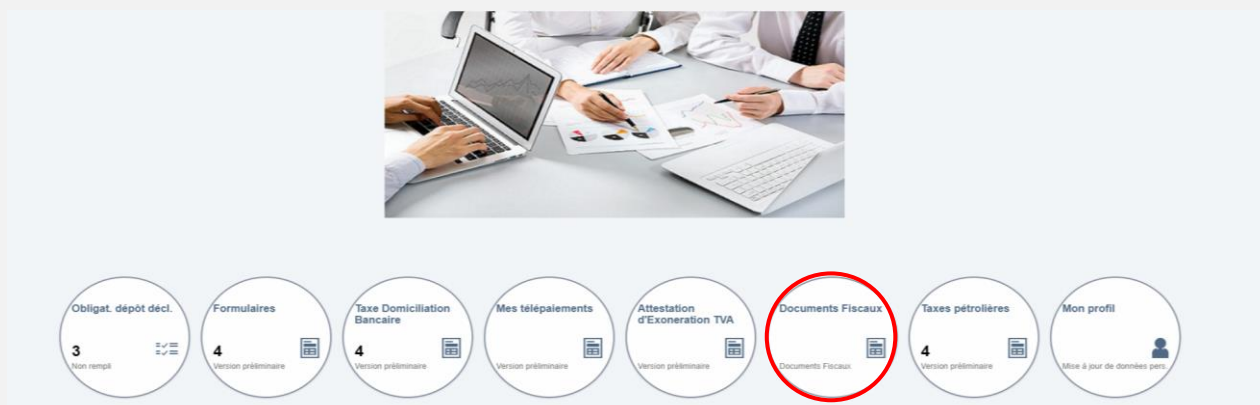 Obligat. dépôt décl.
3
Non rempli
Formulaires
4
Version préliminaire
Taxe Domiciliation
Bancaire
4
Version préliminaire
Mes télépaiements
Version préliminaire
Attestation
d'Exoneration TVA
Version préliminaire
Documents Fiscaux
Documents Fiscaux
Taxes pétrolières
4
Version préliminaire
Mon profil
Mise à jour de données pers.